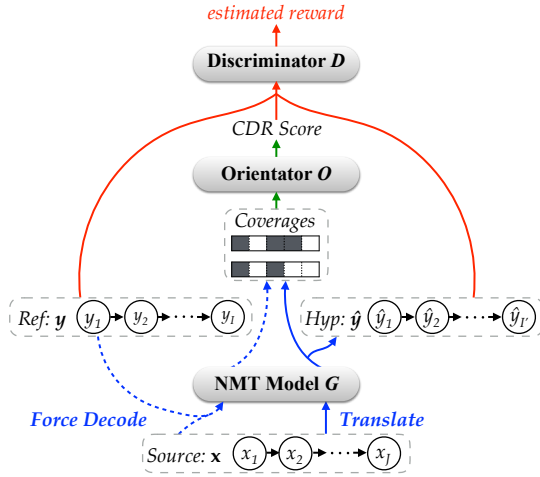 estimated reward
Discriminator D
CDR Score
Orientator O
Coverages
Ref: y y1 y2 yI
Hyp: ŷ ŷ1 ŷ2 ŷI'
NMT Model G
Force Decode
Translate
Source: x x1 x2 xJ